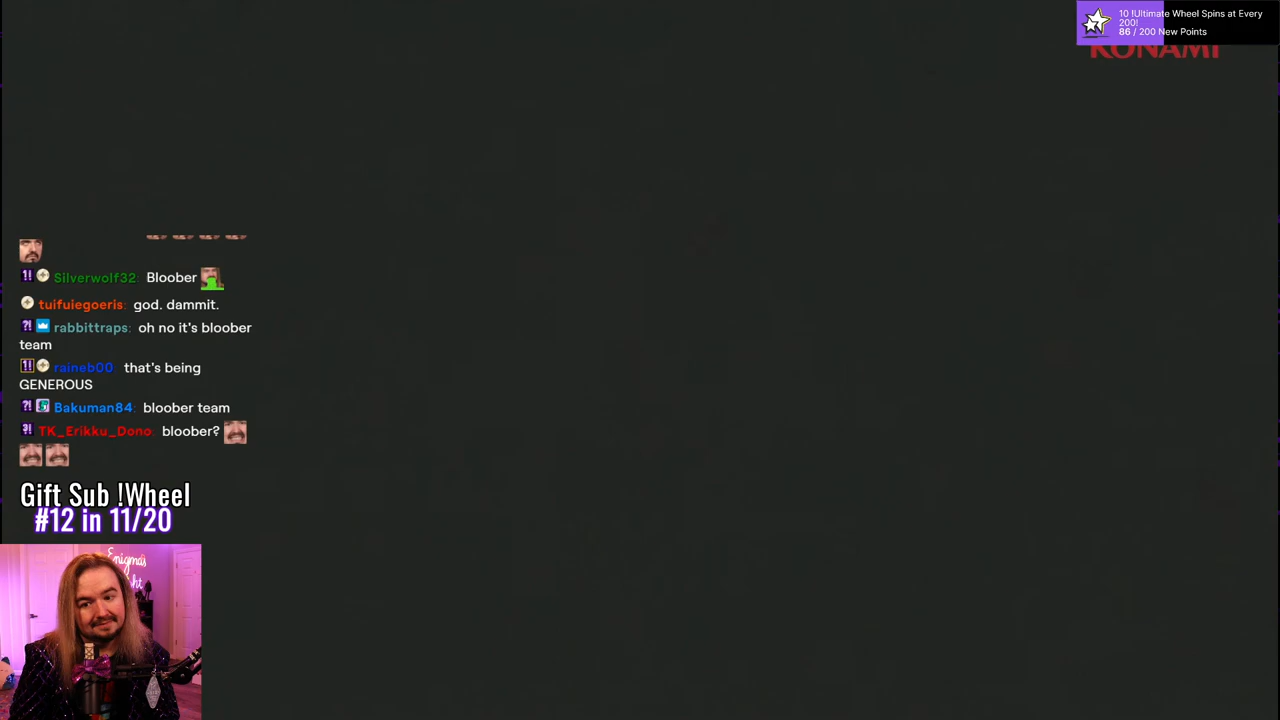 10 !Ultimate Wheel Spins at Every
200!
86 / 200 New Points
KONAMI
Silverwolf32: Bloober
tuifuiegoeris: god. dammit.
rabbittraps: oh no it's bloober
team
raineb00: that's being
GENEROUS
Bakuman84: bloober team
TK_Erikku_Dono: bloober?
Gift Sub !Wheel
#12 in 11/20
Enigma's